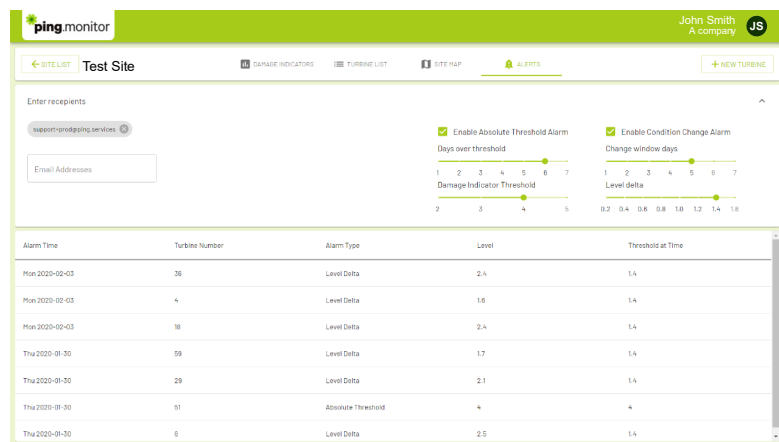 ping.monitor
John Smith
A company
JS
SITE LIST
Test Site
DAMAGE INDICATORS
TURBINE LIST
SITE MAP
ALERTS
NEW TURBINE
Enter recepients
support+prod@ping.services
Email Addresses
Enable Absolute Threshold Alarm
Enable Condition Change Alarm
Days over threshold
Change window days
1 2 3 4 5 6 7
1 2 3 4 5 6 7
Damage Indicator Threshold
Level delta
2 3 4 5
0.2 0.4 0.6 0.8 1.0 1.2 1.4 1.6
Alarm Time Turbine Number Alarm Type Level Threshold at Time
Mon 2020-02-03 36 Level Delta 2.4 1.4
Mon 2020-02-03 4 Level Delta 1.6 1.4
Mon 2020-02-03 18 Level Delta 2.4 1.4
Thu 2020-01-30 59 Level Delta 1.7 1.4
Thu 2020-01-30 29 Level Delta 2.1 1.4
Thu 2020-01-30 51 Absolute Threshold 4 4
Thu 2020-01-30 6 Level Delta 2.5 1.4